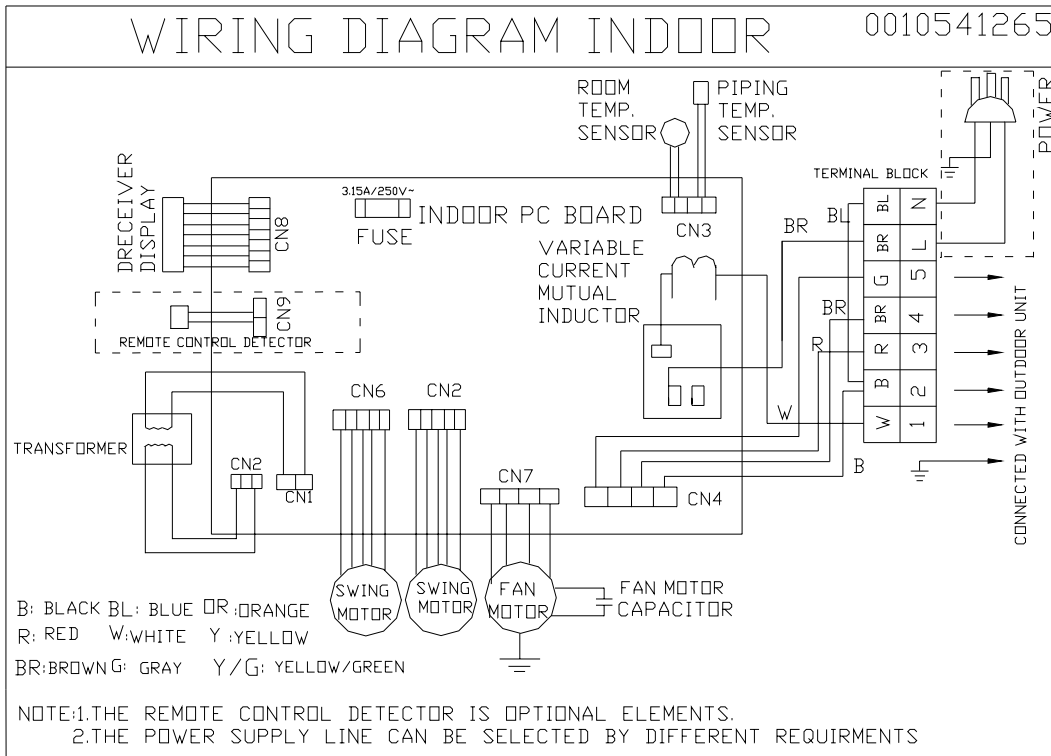 WIRING DIAGRAM INDOOR
0010541265
ROOM
TEMP.
SENSOR
PIPING
TEMP.
SENSOR
POWER
TERMINAL BLOCK
DRECEIVER
DISPLAY
CN8
3.15A/250V~
FUSE
INDOOR PC BOARD
CN3
VARIABLE
CURRENT
MUTUAL
INDUCTOR
BR
BL
BR
R
W
B
BL N
BR L
G 5
BR 4
R 3
B 2
W 1
CONNECTED WITH OUTDOOR UNIT
CN9
REMOTE CONTROL DETECTOR
TRANSFORMER
CN2
CN1
CN6
CN2
CN7
CN4
SWING
MOTOR
SWING
MOTOR
FAN
MOTOR
FAN MOTOR
CAPACITOR
B: BLACK BL: BLUE OR :ORANGE
R: RED W:WHITE Y :YELLOW
BR:BROWN G: GRAY Y/G: YELLOW/GREEN
NOTE:1.THE REMOTE CONTROL DETECTOR IS OPTIONAL ELEMENTS.
2.THE POWER SUPPLY LINE CAN BE SELECTED BY DIFFERENT REQUIRMENTS